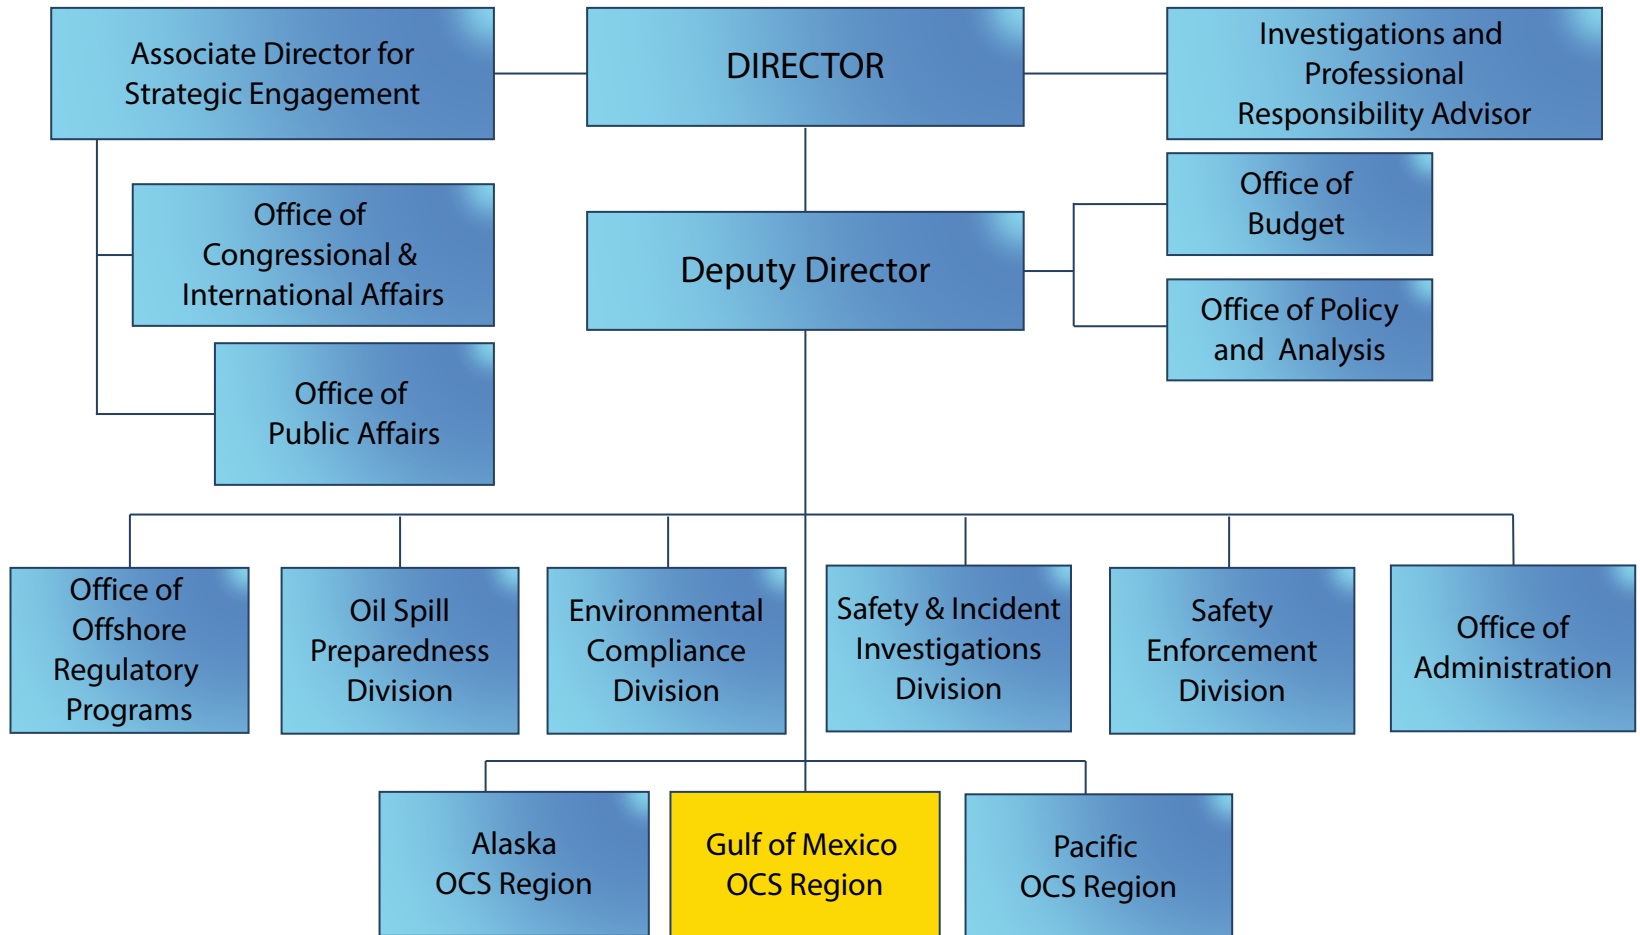 Associate Director for
Strategic Engagement
DIRECTOR
Investigations and
Professional
Responsibility Advisor
Office of
Congressional &
International Affairs
Office of
Public Affairs
Deputy Director
Office of
Budget
Office of Policy
and Analysis
Office of
Offshore
Regulatory
Programs
Oil Spill
Preparedness
Division
Environmental
Compliance
Division
Safety & Incident
Investigations
Division
Safety
Enforcement
Division
Office of
Administration
Alaska
OCS Region
Gulf of Mexico
OCS Region
Pacific
OCS Region